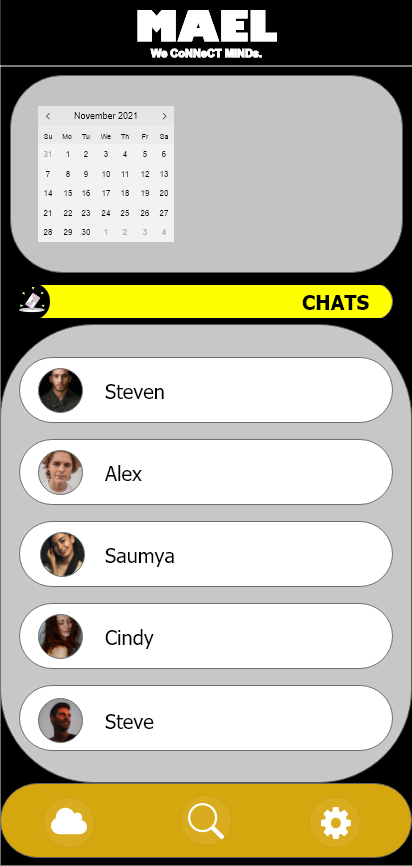 MAEL
We CoNNeCT MINDs.
November 2021
Su Mo Tu We Th Fr Sa
31 1 2 3 4 5 6
7 8 9 10 11 12 13
14 15 16 17 18 19 20
21 22 23 24 25 26 27
28 29 30 1 2 3 4
CHATS
Steven
Alex
Saumya
Cindy
Steve